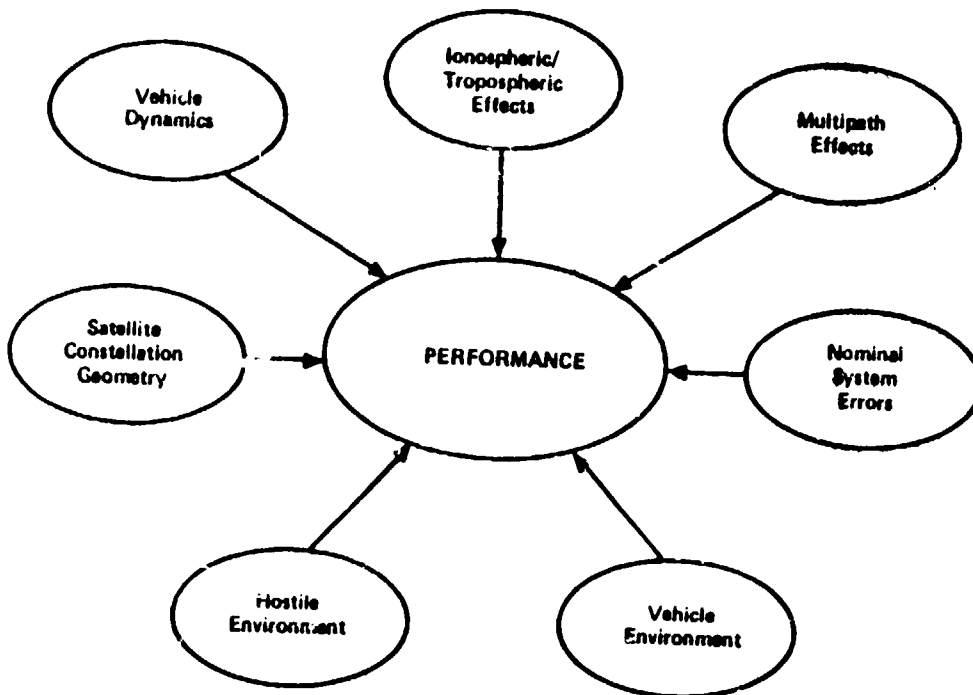 Ionospheric/
Tropospheric
Effects
Vehicle
Dynamics
Multipath
Effects
Satellite
Constellation
Geometry
PERFORMANCE
Nominal
System
Errors
Hostile
Environment
Vehicle
Environment